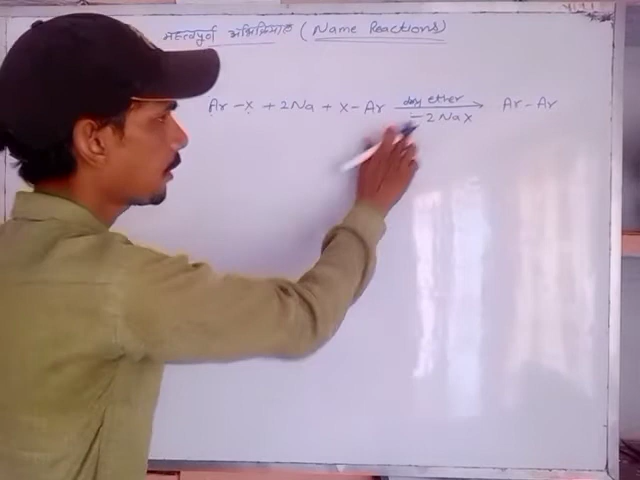 महत्वपूर्ण अभिक्रियाएं (Name Reactions)
Ar - X + 2Na + X - Ar dry ether → Ar - Ar
- 2NaX